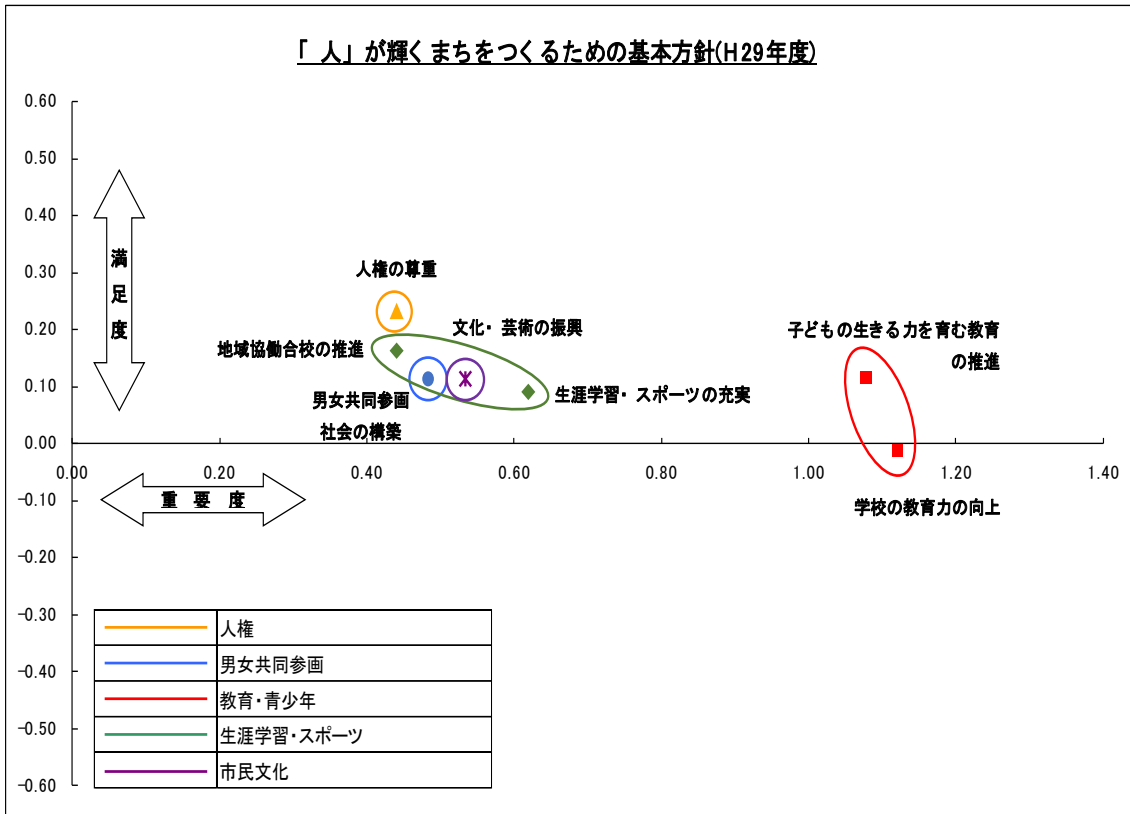 「人」が輝くまちをつくるための基本方針(H29年度)
0.60
0.50
0.40
0.30
0.20
0.10
0.00
-0.10
-0.20
-0.30
-0.40
-0.50
-0.60
0.00
0.20
0.40
0.60
0.80
1.00
1.20
1.40
満足度
重要度
人権の尊重
文化・芸術の振興
地域協働合校の推進
男女共同参画
社会の構築
生涯学習・スポーツの充実
子どもの生きる力を育む教育
の推進
学校の教育力の向上
人権
男女共同参画
教育・青少年
生涯学習・スポーツ
市民文化